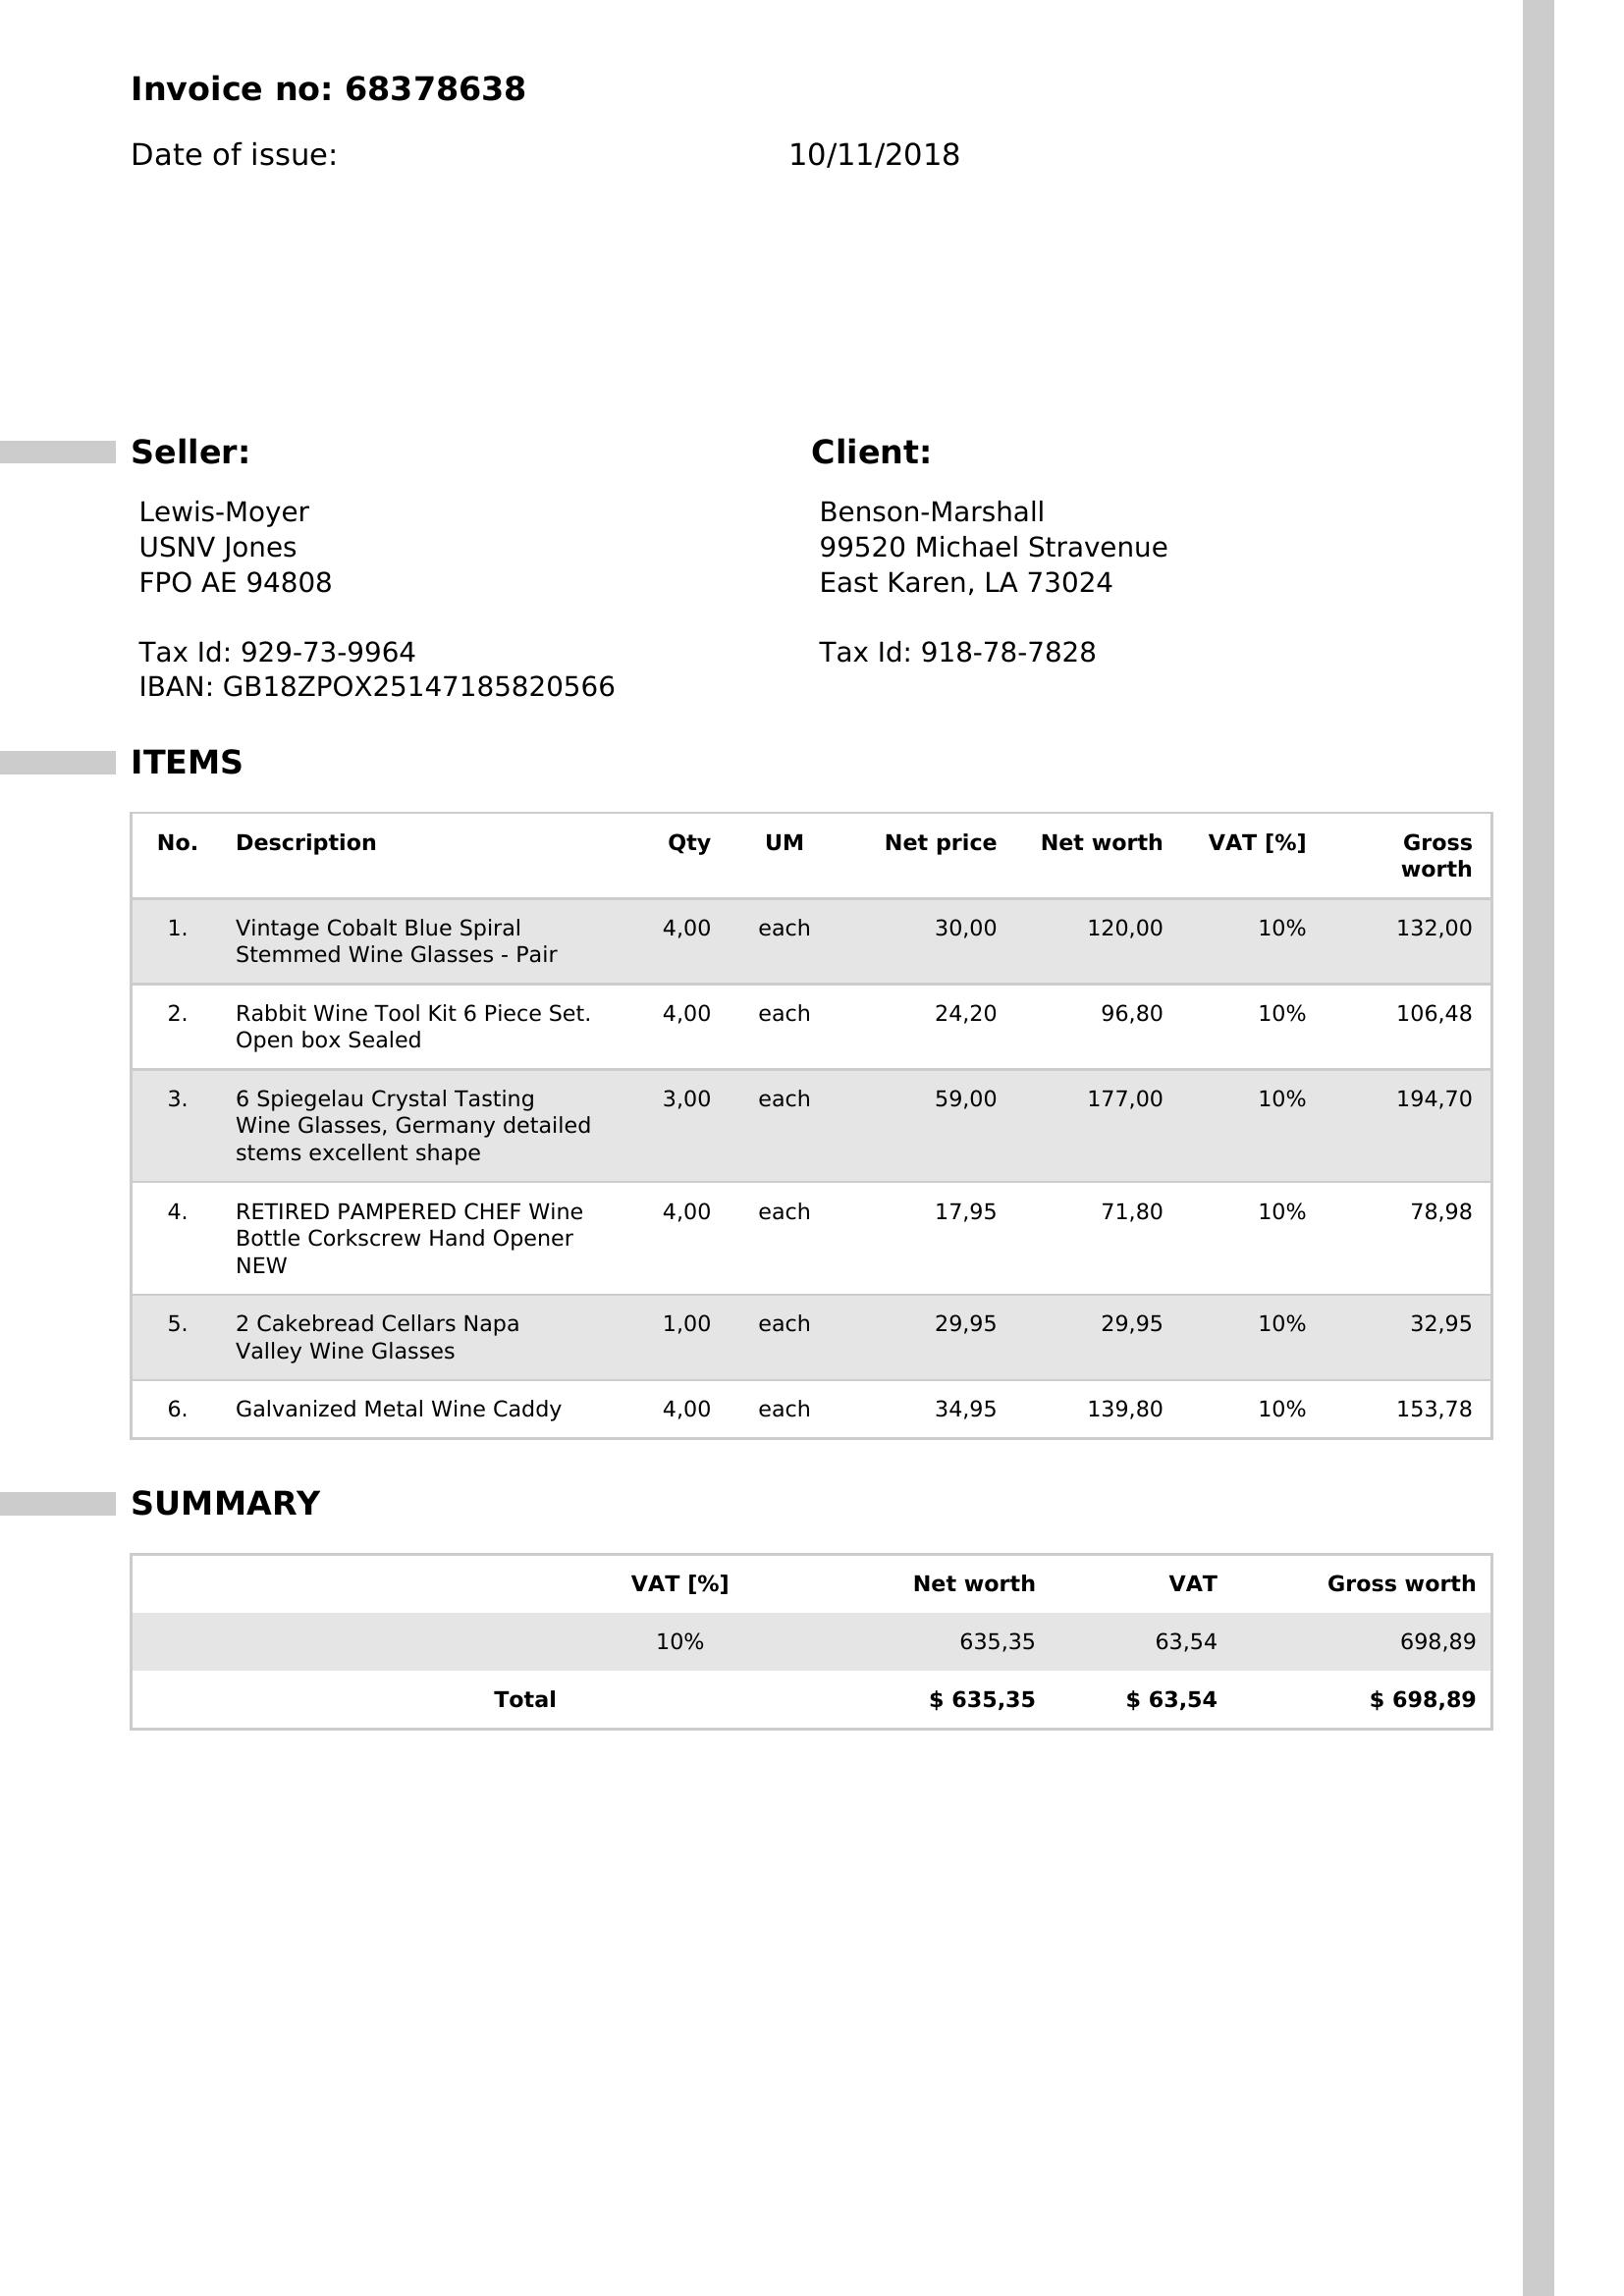 Invoice no: 68378638
Date of issue: 10/11/2018
Seller:
Lewis-Moyer
USNV Jones
FPO AE 94808
Tax Id: 929-73-9964
IBAN: GB18ZPOX25147185820566
Client:
Benson-Marshall
99520 Michael Stravenue
East Karen, LA 73024
Tax Id: 918-78-7828
ITEMS
No. Description Qty UM Net price Net worth VAT [%] Gross
worth
1. Vintage Cobalt Blue Spiral 4,00 each 30,00 120,00 10% 132,00
Stemmed Wine Glasses - Pair
2. Rabbit Wine Tool Kit 6 Piece Set. 4,00 each 24,20 96,80 10% 106,48
Open box Sealed
3. 6 Spiegelau Crystal Tasting 3,00 each 59,00 177,00 10% 194,70
Wine Glasses, Germany detailed
stems excellent shape
4. RETIRED PAMPERED CHEF Wine 4,00 each 17,95 71,80 10% 78,98
Bottle Corkscrew Hand Opener
NEW
5. 2 Cakebread Cellars Napa 1,00 each 29,95 29,95 10% 32,95
Valley Wine Glasses
6. Galvanized Metal Wine Caddy 4,00 each 34,95 139,80 10% 153,78
SUMMARY
VAT [%] Net worth VAT Gross worth
10% 635,35 63,54 698,89
Total $ 635,35 $ 63,54 $ 698,89